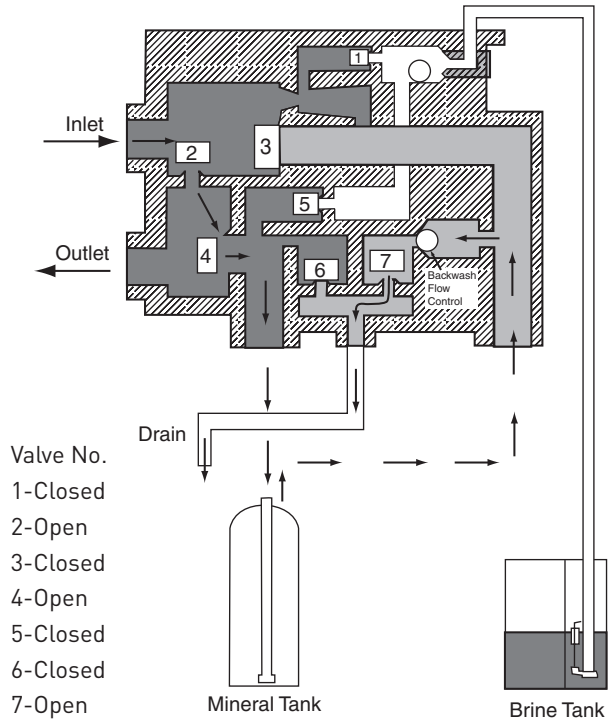 1
Inlet
2
3
5
Outlet
4
6
7
Backwash
Flow
Control
Drain
Valve No.
1-Closed
2-Open
3-Closed
4-Open
5-Closed
6-Closed
7-Open
Mineral Tank
Brine Tank